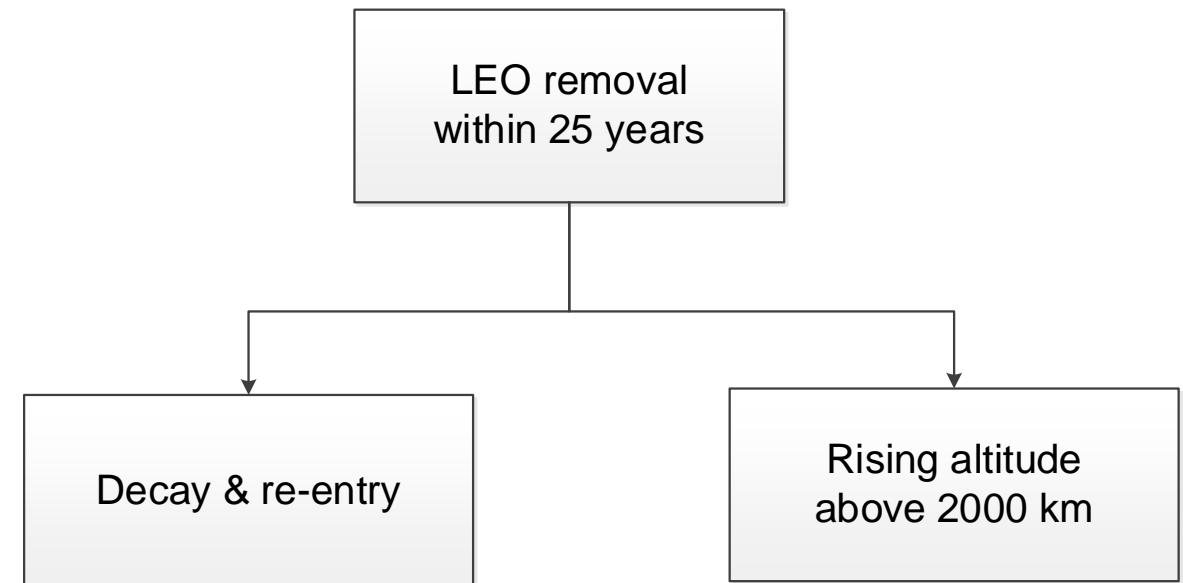 LEO removal
within 25 years
Decay & re-entry
Rising altitude
above 2000 km